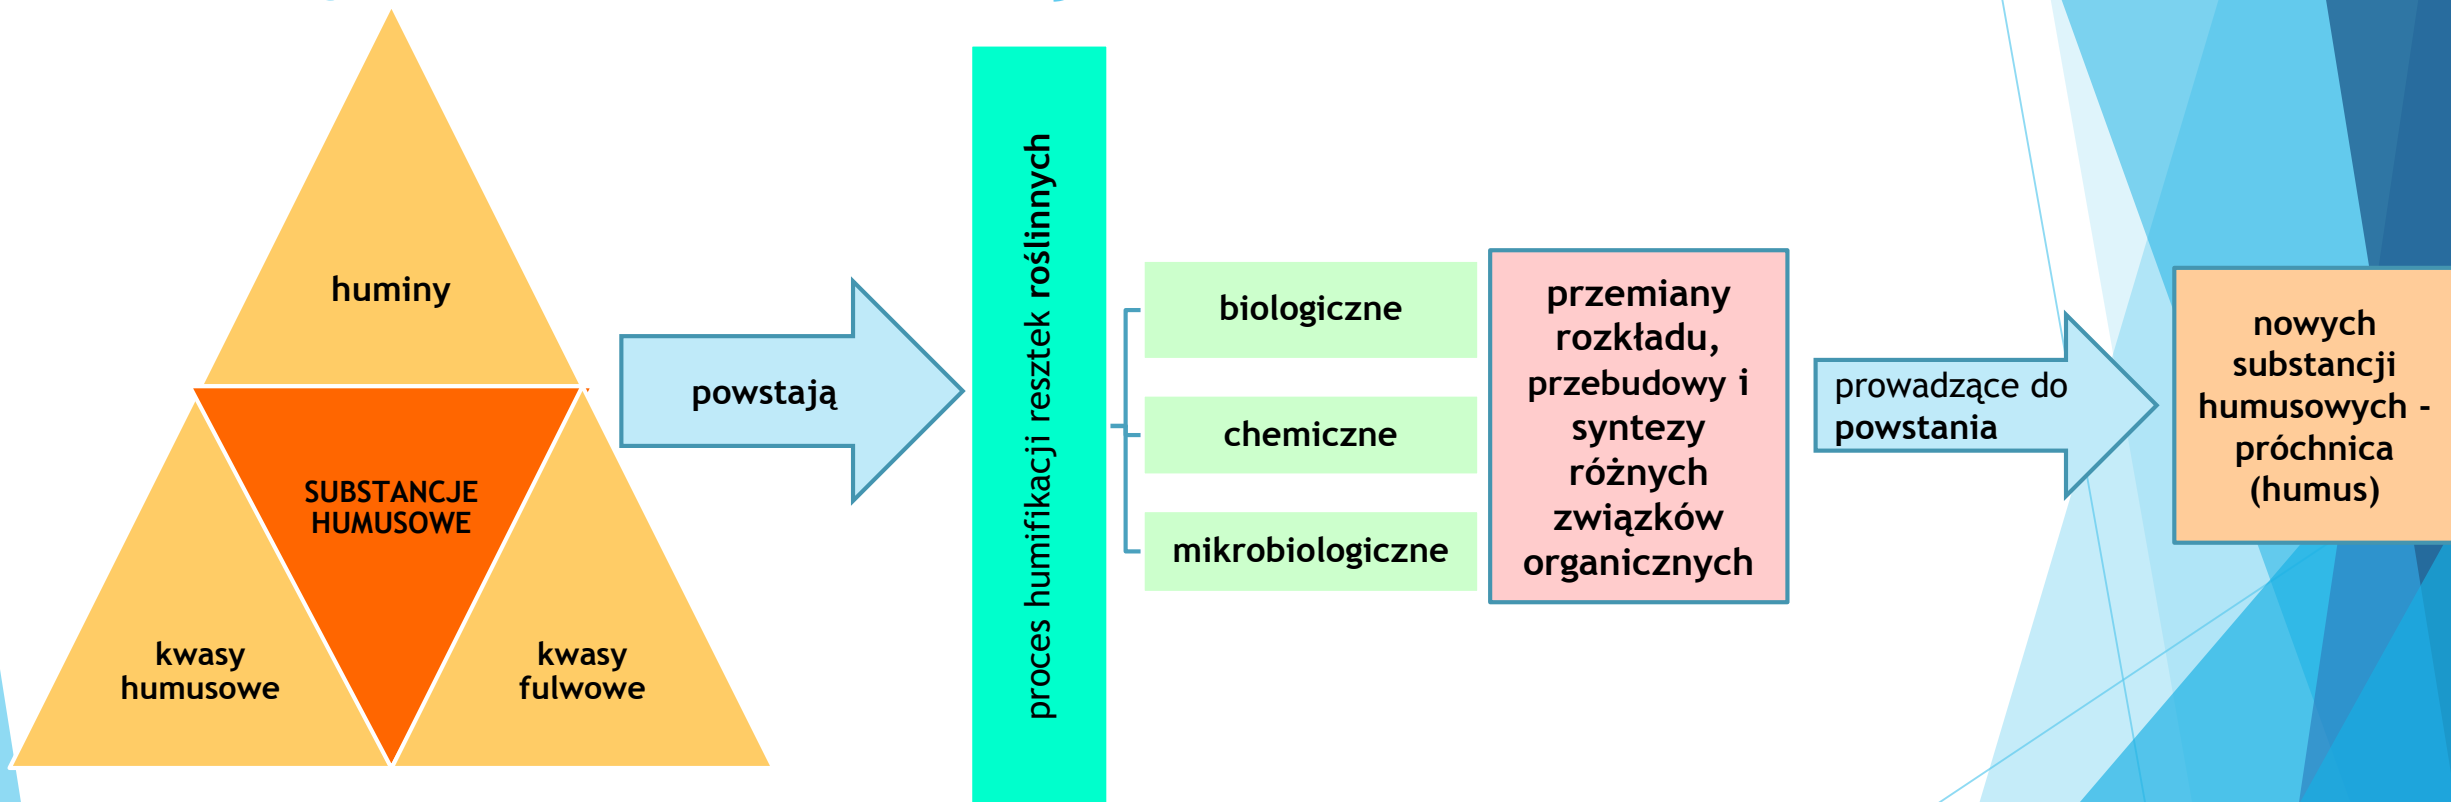 huminy
SUBSTANCJE
HUMUSOWE
kwasy
humusowe
kwasy
fulwowe
powstają
proces humifikacji resztek roślinnych
biologiczne
chemiczne
mikrobiologiczne
przemiany
rozkładu,
przebudowy i
syntezy
różnych
związków
organicznych
prowadzące do
powstania
nowych
substancji
humusowych -
próchnica
(humus)